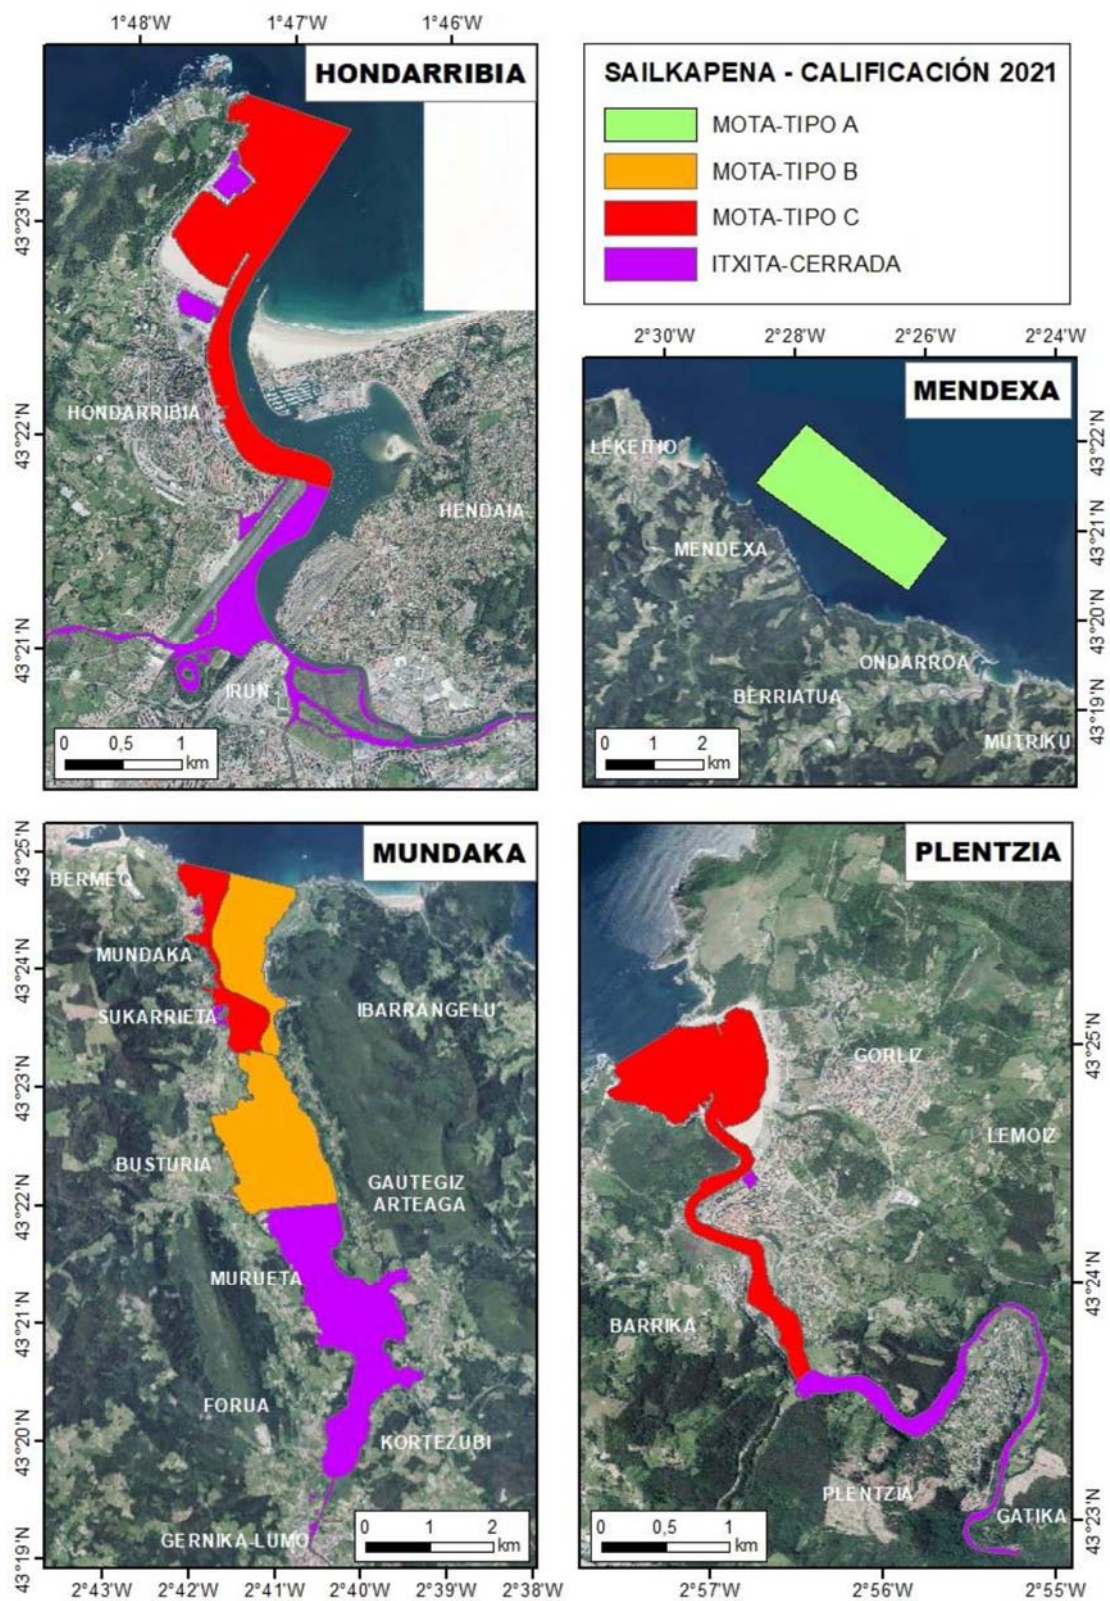 1°48'W 1°47'W 1°46'W
HONDARRIBIA
43°23'N
43°22'N
43°21'N
HONDARRIBIA
HENDAIA
IRUN
0 0,5 1
km
SAILKAPENA - CALIFICACIÓN 2021
MOTA-TIPO A
MOTA-TIPO B
MOTA-TIPO C
ITXITA-CERRADA
2°30'W 2°28'W 2°26'W 2°24'W
MENDEXA
LEKEITIO
MENDEXA
ONDARROA
BERRIATUA
MUTRIKU
43°22'N
43°21'N
43°20'N
43°19'N
0 1 2
km
MUNDAKA
43°25'N
43°24'N
43°23'N
43°22'N
43°21'N
43°20'N
43°19'N
BERMEO
MUNDAKA
SUKARRIETA
IBARRANGELU
BUSTURIA
GAUTEGIZ
ARTEAGA
MURUETA
FORUA
KORTEZUBI
GERNIKA-LUMO
0 1 2
km
2°43'W 2°42'W 2°41'W 2°40'W 2°39'W 2°38'W
PLENTZIA
GORLIZ
LEMOIZ
BARRIKA
PLENTZIA
GATIKA
43°25'N
43°24'N
43°23'N
0 0,5 1
km
2°57'W 2°56'W 2°55'W